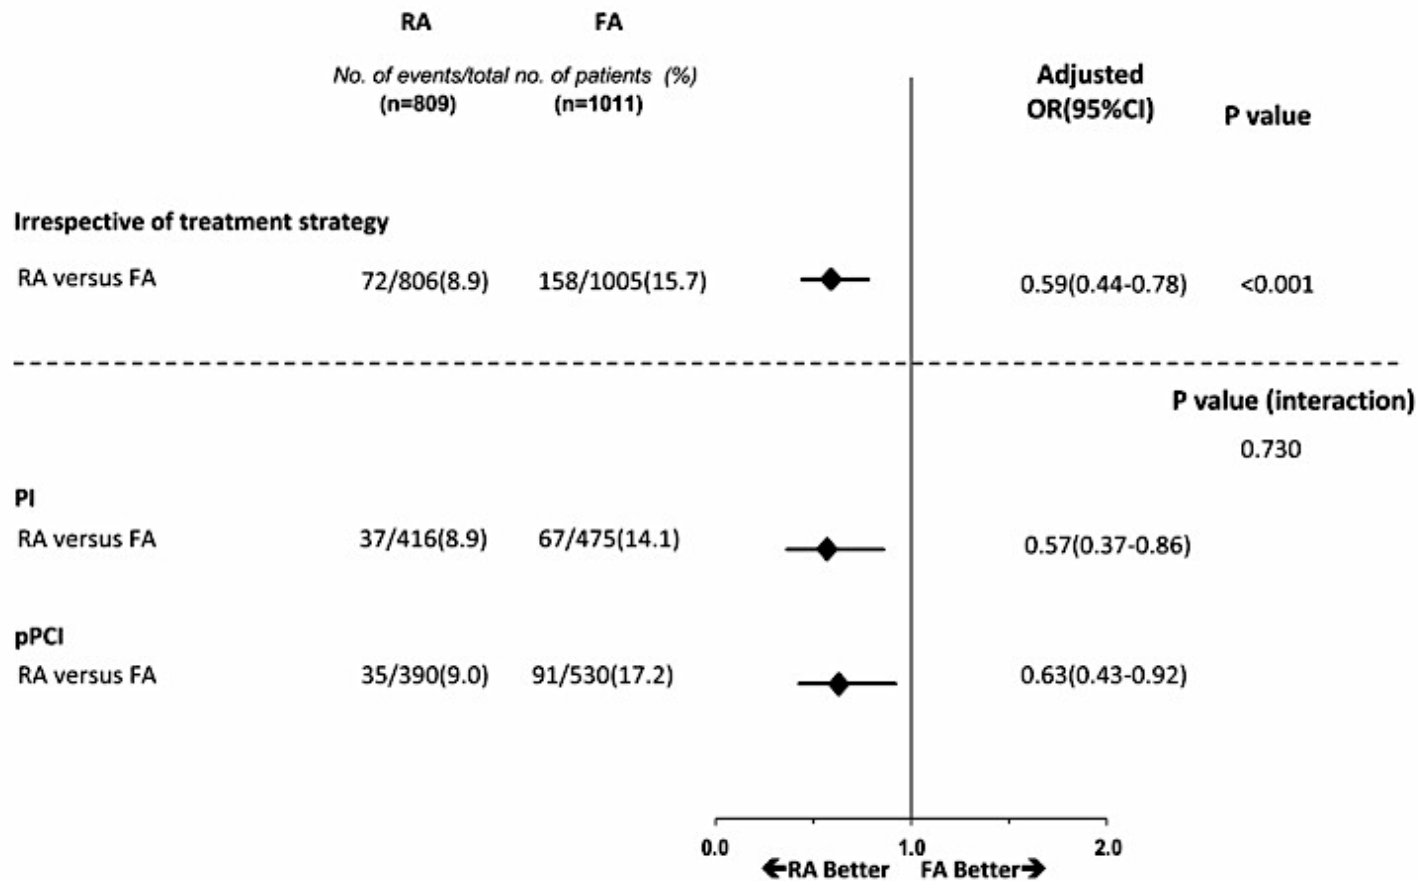 RA FA
No. of events/total no. of patients (%)
(n=809) (n=1011)
Adjusted
OR(95%CI) P value
Irrespective of treatment strategy
RA versus FA 72/806(8.9) 158/1005(15.7) 0.59(0.44-0.78) <0.001
P value (interaction)
0.730
PI
RA versus FA 37/416(8.9) 67/475(14.1) 0.57(0.37-0.86)
pPCI
RA versus FA 35/390(9.0) 91/530(17.2) 0.63(0.43-0.92)
0.0 1.0 2.0
←RA Better FA Better→